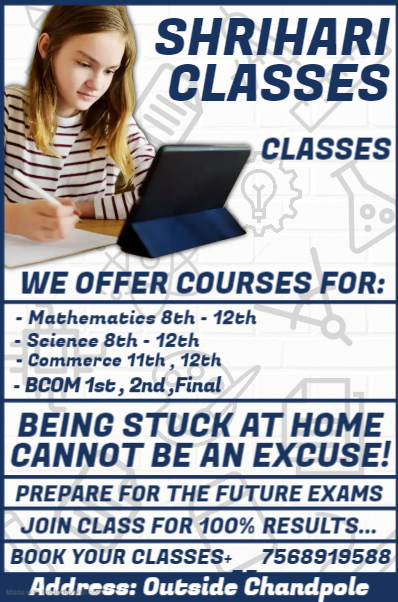 SHRIHARI
CLASSES
CLASSES
WE OFFER COURSES FOR:
- Mathematics 8th - 12th
- Science 8th - 12th
- Commerce 11th , 12th
- BCOM 1st , 2nd ,Final
BEING STUCK AT HOME
CANNOT BE AN EXCUSE!
PREPARE FOR THE FUTURE EXAMS
JOIN CLASS FOR 100% RESULTS...
BOOK YOUR CLASSES+ 7568919588
Address: Outside Chandpole